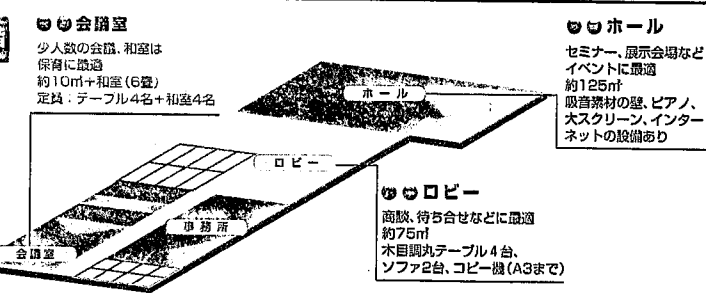 会議室
少人数の会議、和室は
保育に最適
約10㎡+和室(6畳)
定員:テーブル4名+和室4名
ホール
セミナー、展示会場など
イベントに最適
約125㎡
吸音素材の壁、ピアノ、
大スクリーン、インター
ネットの設備あり
ホール
ロビー
事務所
会議室
ロビー
商談、待ち合せなどに最適
約75㎡
木目調丸テーブル4台、
ソファ2台、コピー機(A3まで)